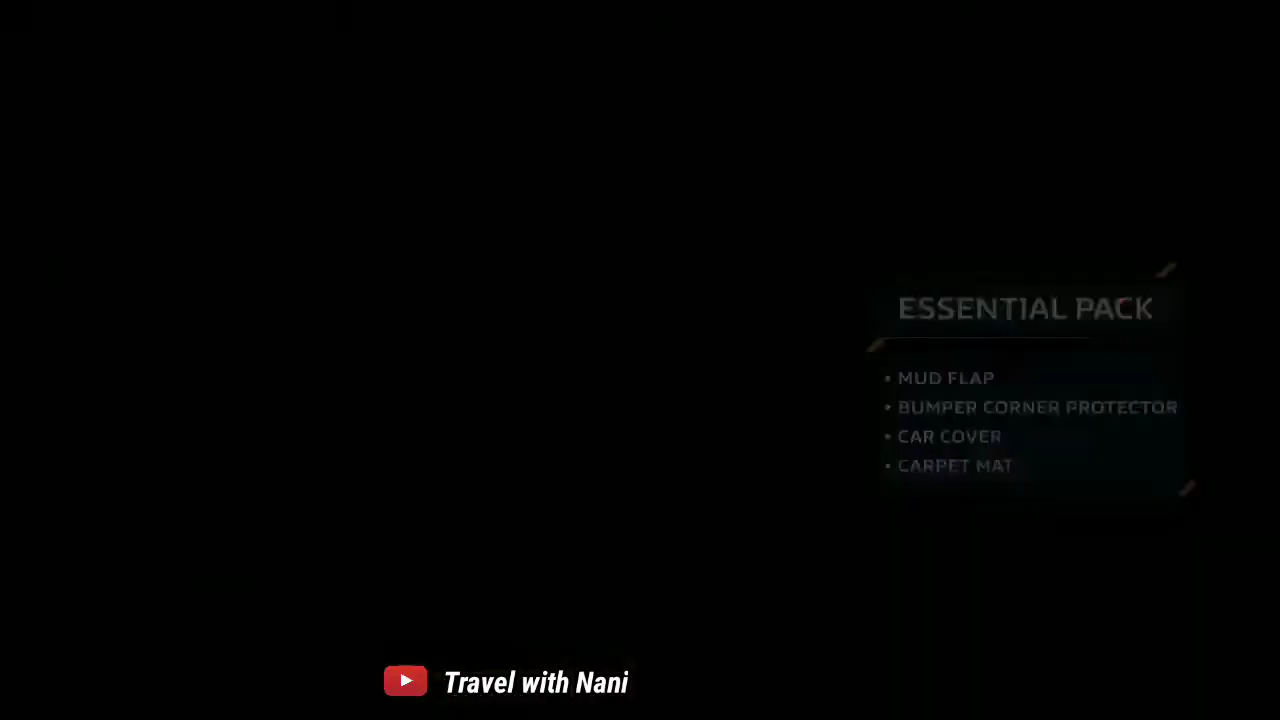 ESSENTIAL PACK
• MUD FLAP
• BUMPER CORNER PROTECTOR
• CAR COVER
• CARPET MAT
Travel with Nani